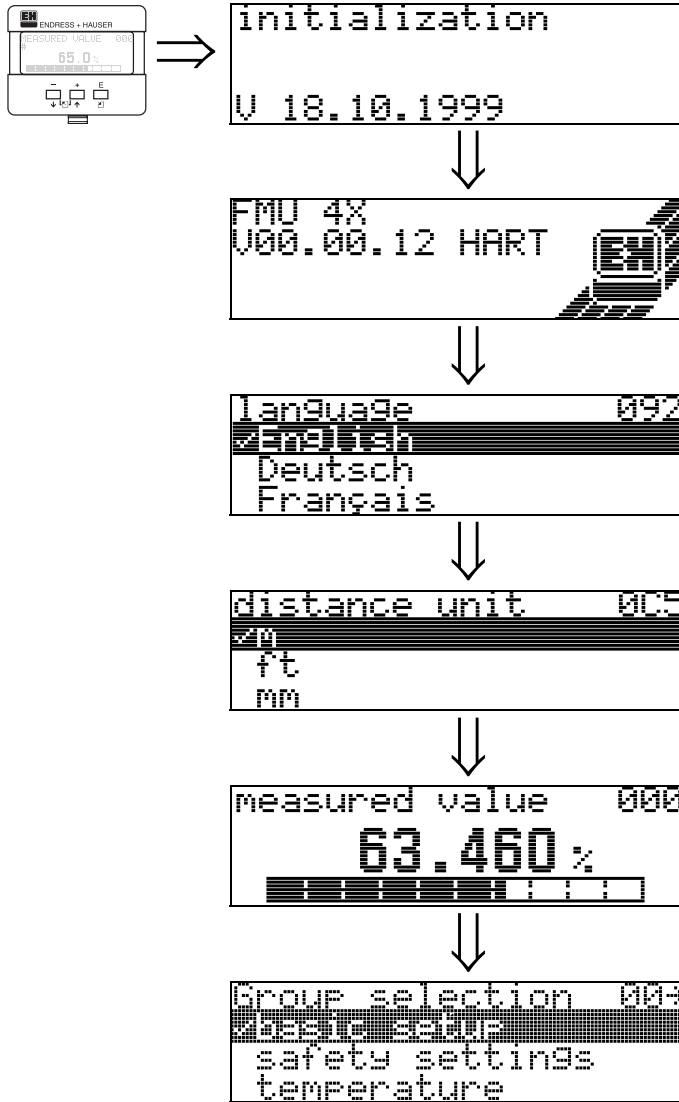 EH ENDRESS + HAUSER
MEASURED VALUE 000
#
65.0 %
- + E
initialization
V 18.10.1999
FMU 4X
V00.00.12 HART
EH
language 092
✓English
Deutsch
Français
distance unit 0C5
✓m
ft
mm
measured value 000
63.460 %
Group selection
✓basic setup
safety settings
temperature